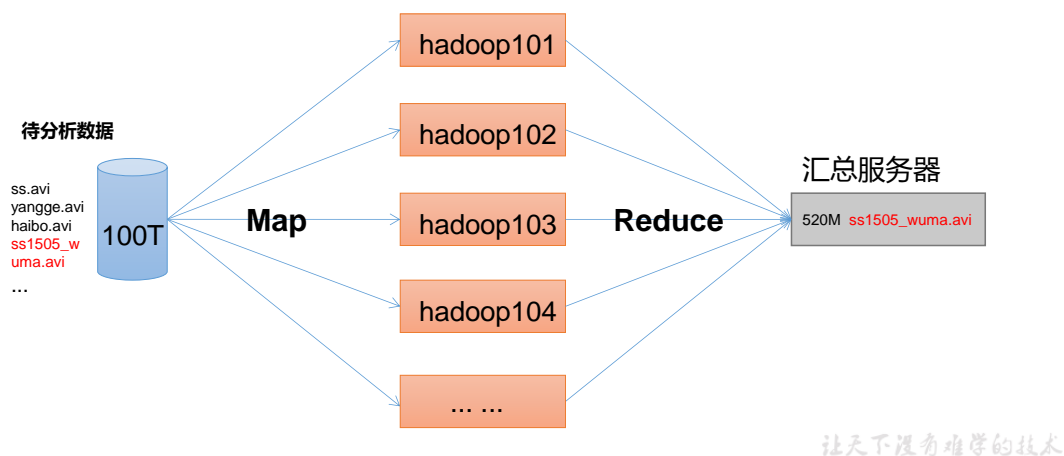 待分析数据
ss.avi
yangge.avi
haibo.avi
ss1505_w
uma.avi
...
100T
Map
hadoop101
hadoop102
hadoop103
hadoop104
... ...
Reduce
汇总服务器
520M ss1505_wuma.avi
让天下没有难学的技术